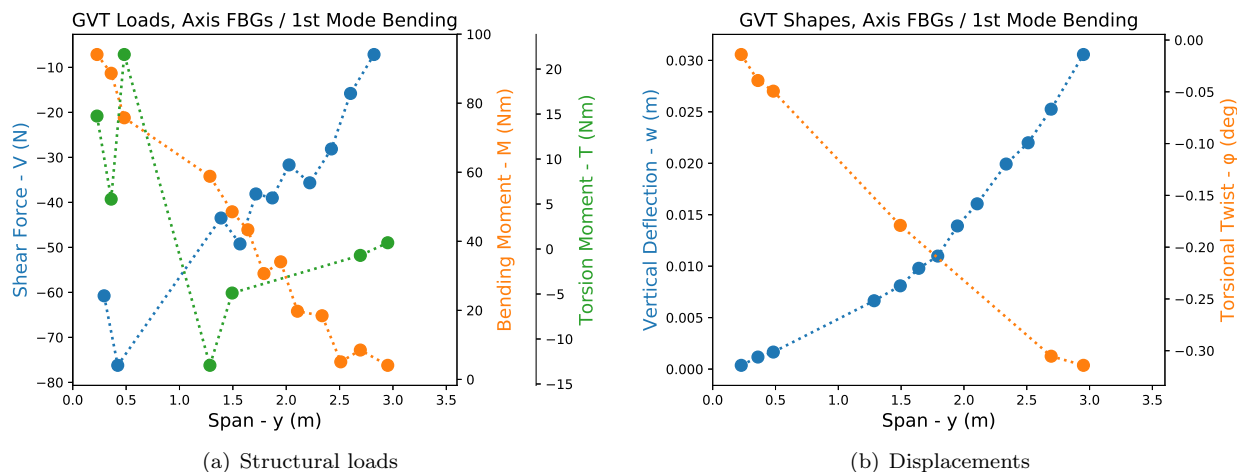 GVT Loads, Axis FBGs / 1st Mode Bending
Shear Force - V (N)
−10
−20
−30
−40
−50
−60
−70
−80
0.0 0.5 1.0 1.5 2.0 2.5 3.0 3.5
Span - y (m)
100
80
60
40
20
0
Bending Moment - M (Nm)
20
15
10
5
0
−5
−10
−15
Torsion Moment - T (Nm)
(a) Structural loads
GVT Shapes, Axis FBGs / 1st Mode Bending
Vertical Deflection - w (m)
0.030
0.025
0.020
0.015
0.010
0.005
0.000
0.0 0.5 1.0 1.5 2.0 2.5 3.0 3.5
Span - y (m)
0.00
−0.05
−0.10
−0.15
−0.20
−0.25
−0.30
Torsional Twist - φ (deg)
(b) Displacements